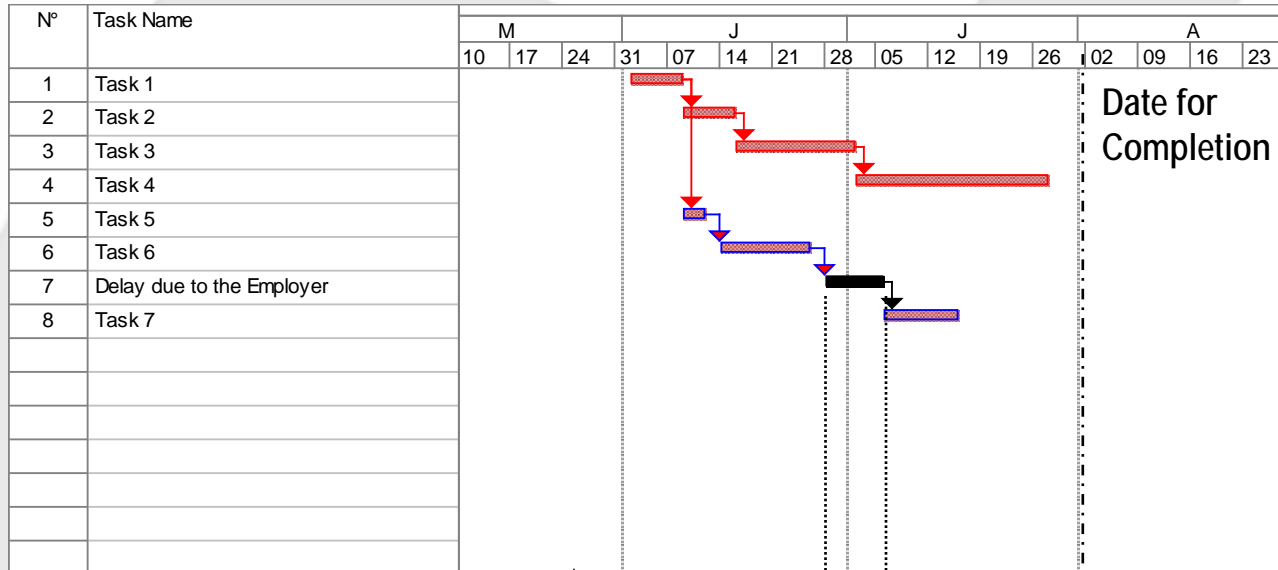 N° Task Name
M J J A
10 17 24 31 07 14 21 28 05 12 19 26 02 09 16 23
1 Task 1
2 Task 2
3 Task 3
4 Task 4
5 Task 5
6 Task 6
7 Delay due to the Employer
8 Task 7
Date for
Completion